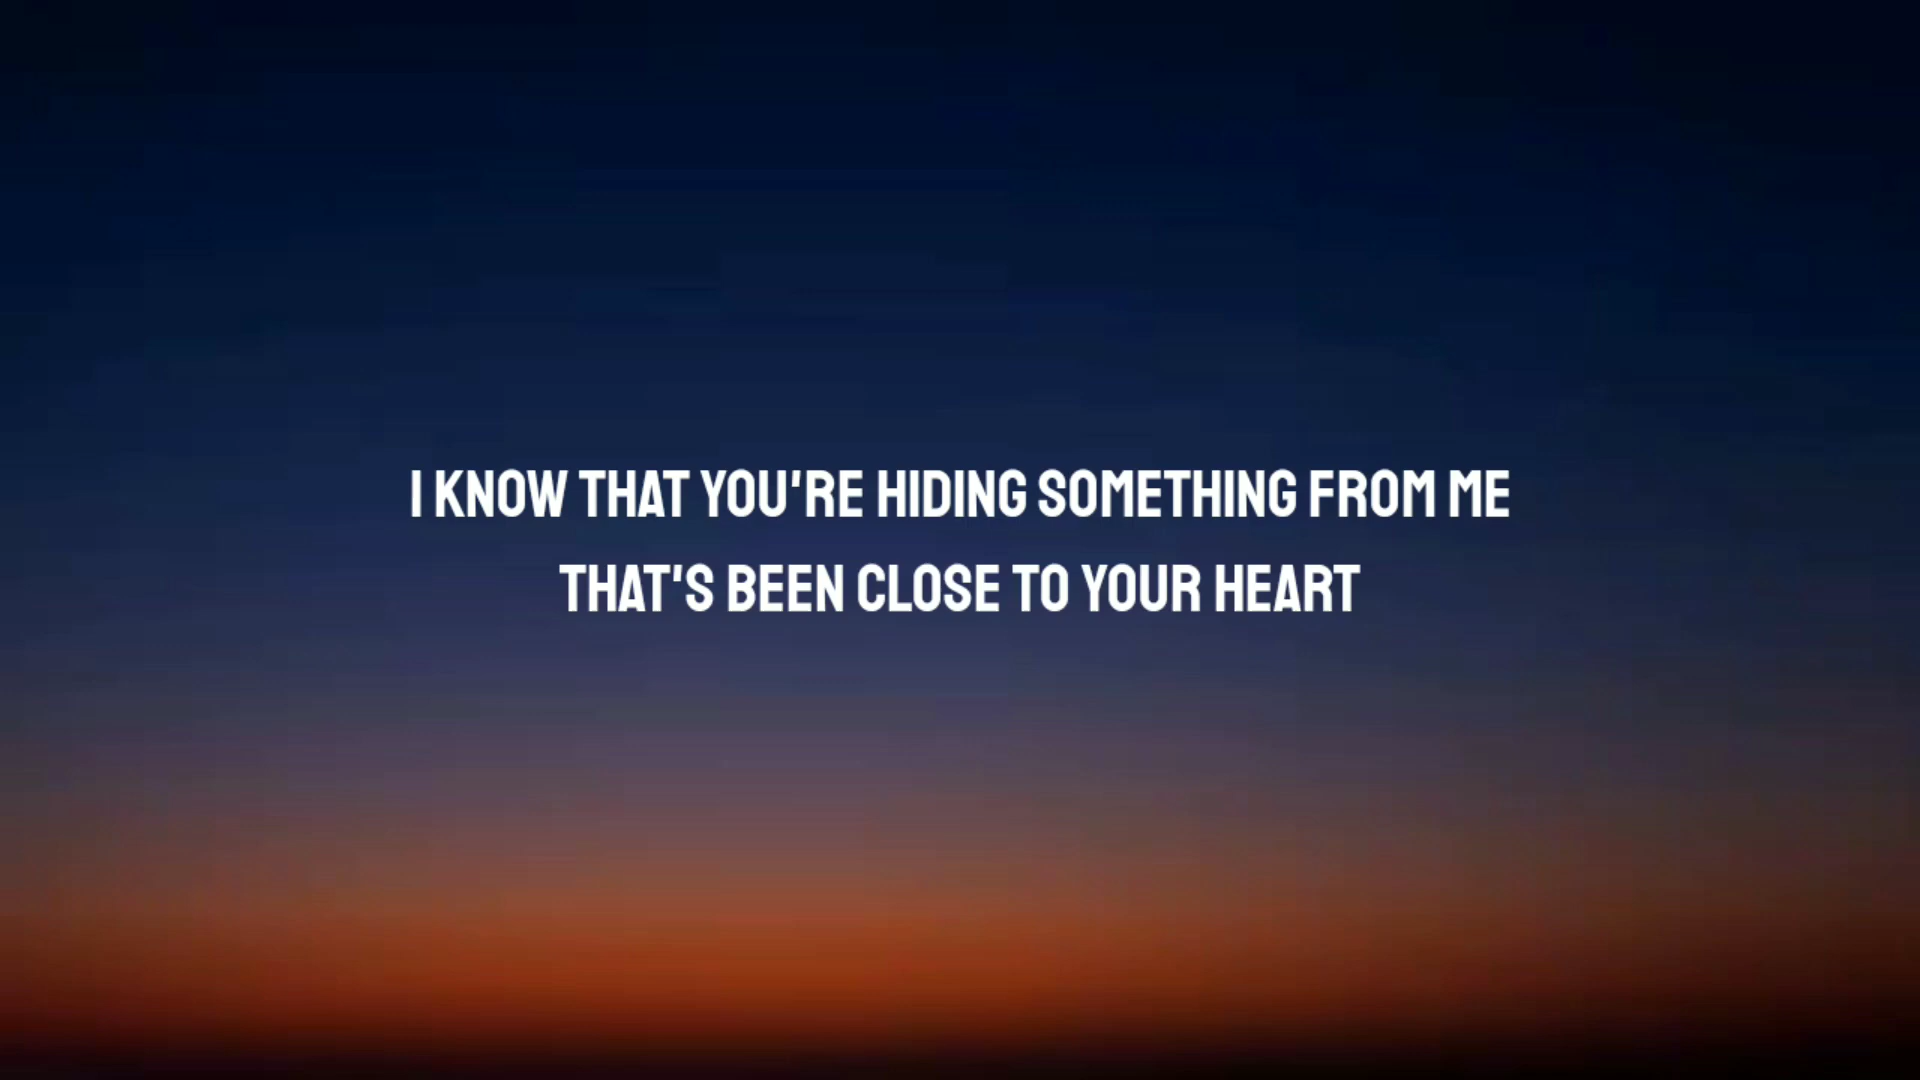 I KNOW THAT YOU'RE HIDING SOMETHING FROM ME
THAT'S BEEN CLOSE TO YOUR HEART